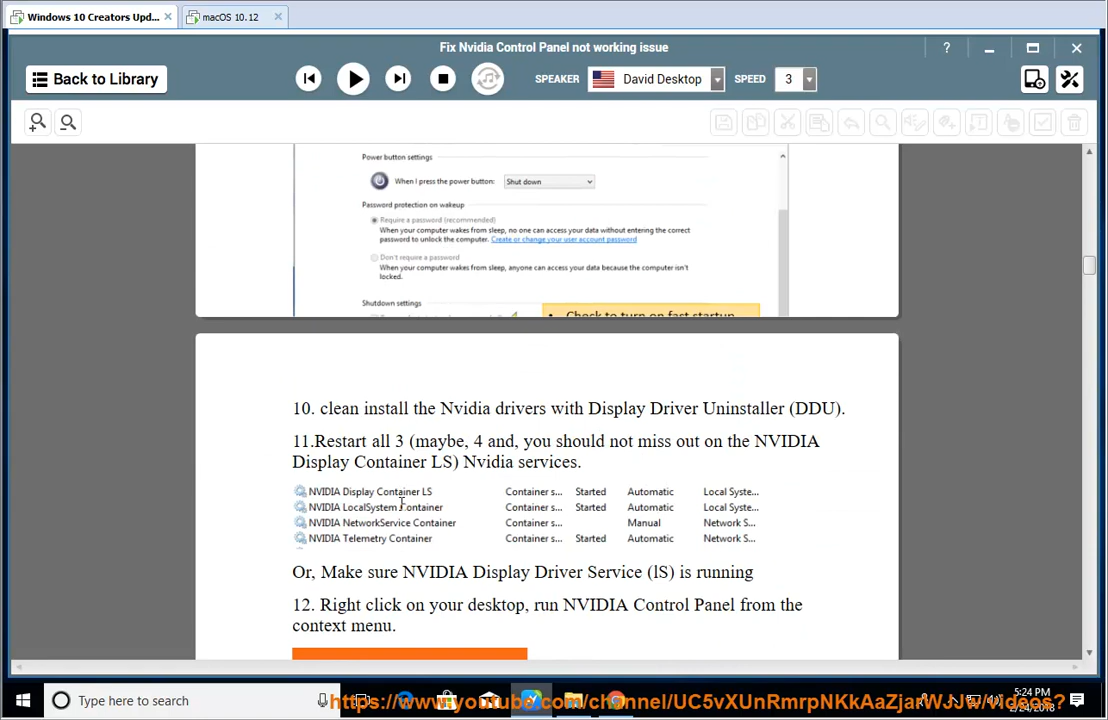 Windows 10 Creators Upd...
macOS 10.12
Fix Nvidia Control Panel not working issue
?
Back to Library
SPEAKER
David Desktop
SPEED
3
Power button settings
When I press the power button:
Shut down
Password protection on wakeup
Require a password (recommended)
When your computer wakes from sleep, no one can access your data without entering the correct
password to unlock the computer. Create or change your user account password
Don't require a password
When your computer wakes from sleep, anyone can access your data because the computer isn't
locked.
Shutdown settings
• Check to turn on fast startup
10. clean install the Nvidia drivers with Display Driver Uninstaller (DDU).
11.Restart all 3 (maybe, 4 and, you should not miss out on the NVIDIA
Display Container LS) Nvidia services.
NVIDIA Display Container LS Container s... Started Automatic Local Syste...
NVIDIA LocalSystem Container Container s... Started Automatic Local Syste...
NVIDIA NetworkService Container Container s... Manual Network S...
NVIDIA Telemetry Container Container s... Started Automatic Network S...
Or, Make sure NVIDIA Display Driver Service (lS) is running
12. Right click on your desktop, run NVIDIA Control Panel from the
context menu.
Type here to search
5:24 PM
2/24/2018